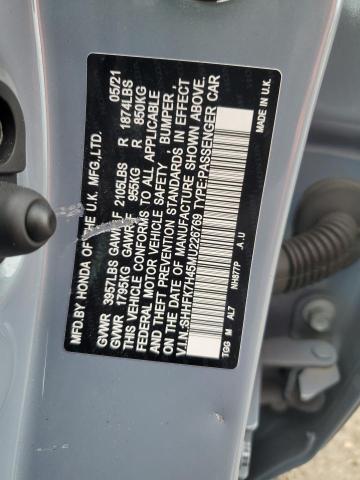 MFD.BY HONDA OF THE U.K. MFG.,LTD. 05/21
GVWR 3957LBS GAWR F 2105LBS R 1874LBS
GVWR 1795KG GAWR F 955KG R 850KG
THIS VEHICLE CONFORMS TO ALL APPLICABLE
FEDERAL MOTOR VEHICLE SAFETY, BUMPER,
AND THEFT PREVENTION STANDARDS IN EFFECT
ON THE DATE OF MANUFACTURE SHOWN ABOVE.
V.I.N.:SHHFK7H45MU226769 TYPE:PASSENGER CAR
NH877P A.U MADE IN U.K.
TGG M ALT